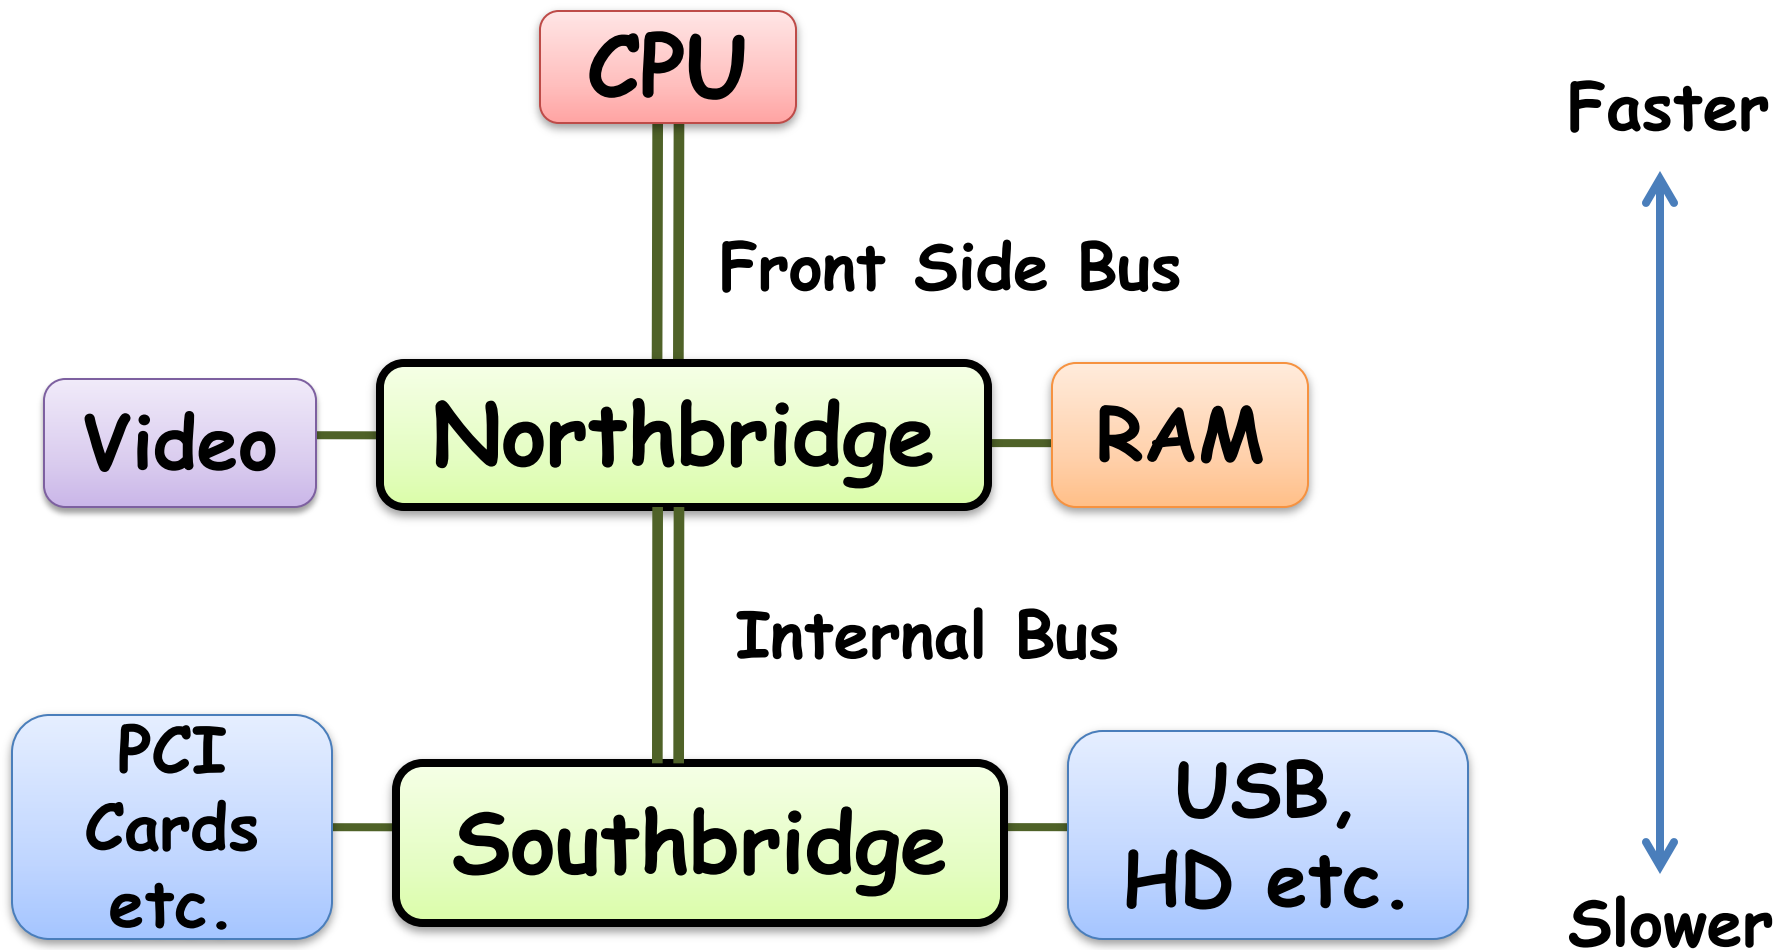 CPU
Faster
Front Side Bus
Video
Northbridge
RAM
Internal Bus
PCI
Cards
etc.
Southbridge
USB,
HD etc.
Slower